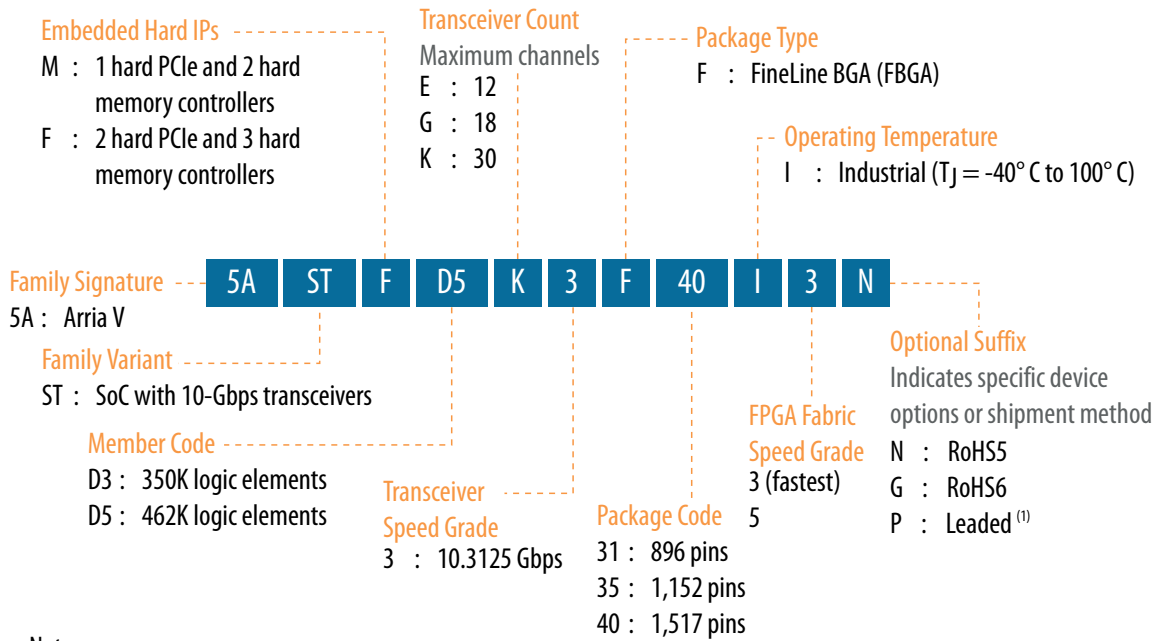 Embedded Hard IPs
M : 1 hard PCIe and 2 hard
memory controllers
F : 2 hard PCIe and 3 hard
memory controllers
Transceiver Count
Maximum channels
E : 12
G : 18
K : 30
Package Type
F : FineLine BGA (FBGA)
Operating Temperature
I : Industrial (TJ = -40° C to 100° C)
Family Signature
5A : Arria V
5A ST F D5 K 3 F 40 I 3 N
Family Variant
ST : SoC with 10-Gbps transceivers
Member Code
D3 : 350K logic elements
D5 : 462K logic elements
Transceiver
Speed Grade
3 : 10.3125 Gbps
Package Code
31 : 896 pins
35 : 1,152 pins
40 : 1,517 pins
FPGA Fabric
Speed Grade
3 (fastest)
5
Optional Suffix
Indicates specific device
options or shipment method
N : RoHS5
G : RoHS6
P : Leaded (1)